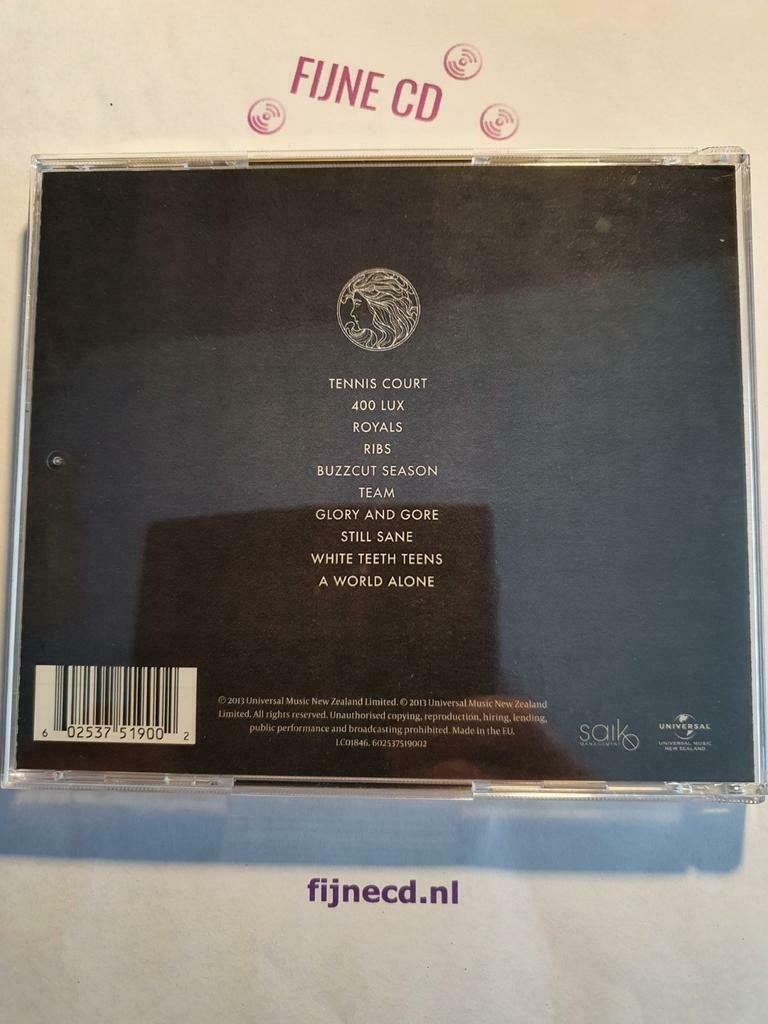 FIJNE CD
TENNIS COURT
400 LUX
ROYALS
RIBS
BUZZCUT SEASON
TEAM
GLORY AND GORE
STILL SANE
WHITE TEETH TEENS
A WORLD ALONE
6 02537 51900 2
℗ 2013 Universal Music New Zealand Limited. © 2013 Universal Music New Zealand
Limited. All rights reserved. Unauthorised copying, reproduction, hiring, lending,
public performance and broadcasting prohibited. Made in the EU.
LC01846. 602537519002
saiko
MANAGEMENT
UNIVERSAL
UNIVERSAL MUSIC
NEW ZEALAND
fijnecd.nl